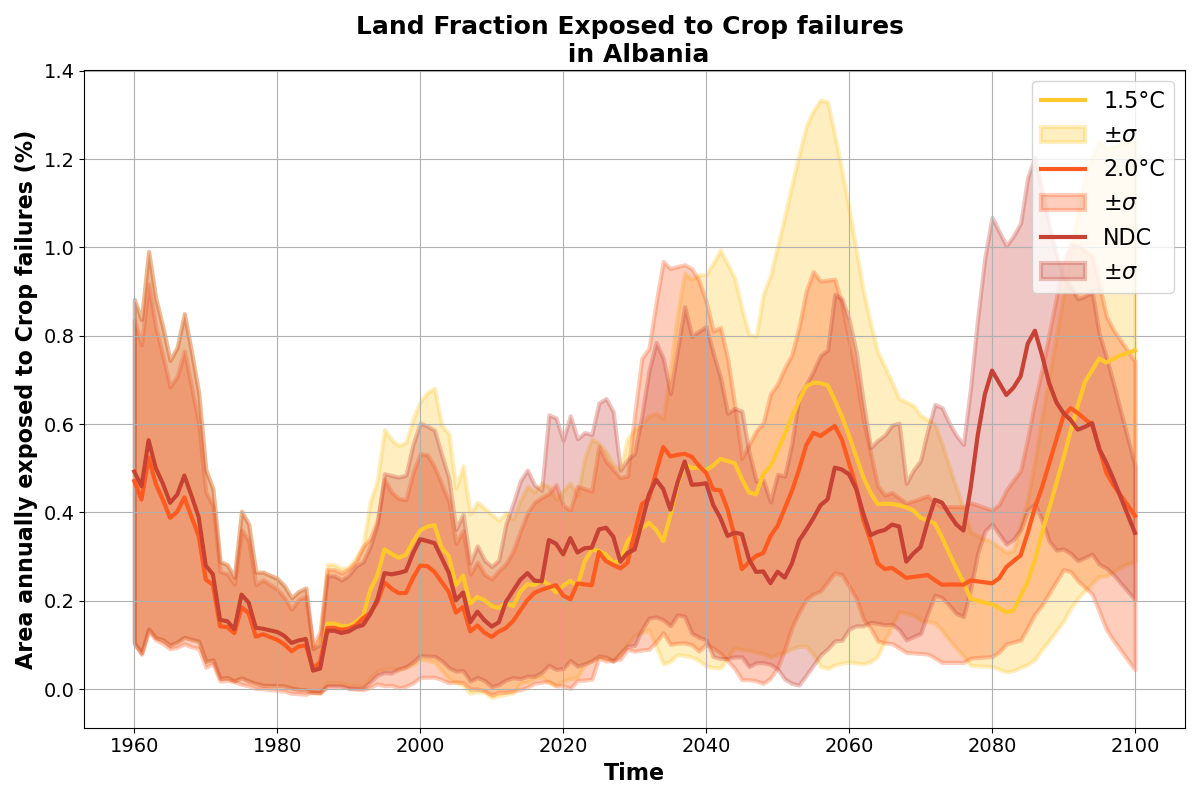 Land Fraction Exposed to Crop failures
in Albania
Area annually exposed to Crop failures (%)
1.4
1.2
1.0
0.8
0.6
0.4
0.2
0.0
1.5°C
±σ
2.0°C
±σ
NDC
±σ
1960 1980 2000 2020 2040 2060 2080 2100
Time